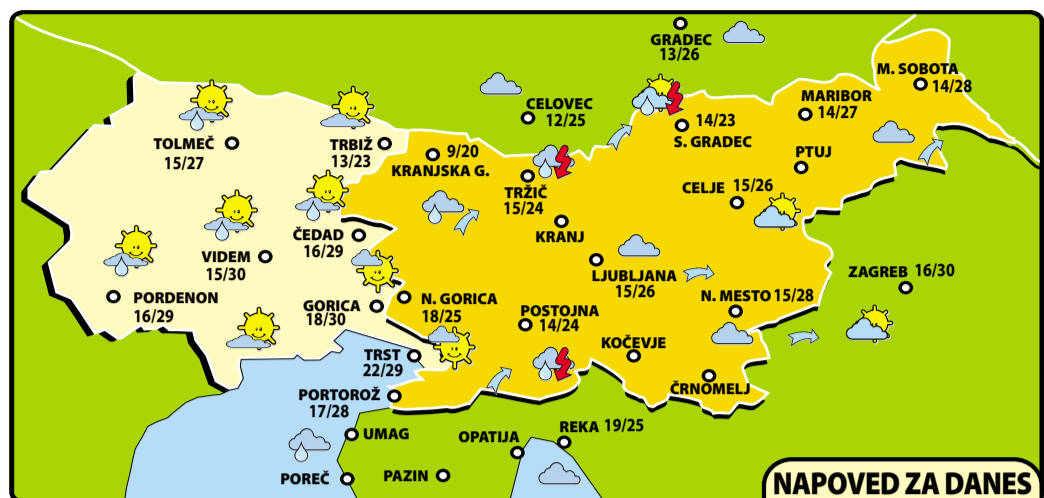 GRADEC
13/26
M. SOBOTA
14/28
MARIBOR
14/27
CELOVEC
12/25
14/23
S. GRADEC
TOLMEČ
15/27
TRBIŽ
13/23
9/20
KRANJSKA G.
PTUJ
TRŽIČ
15/24
CELJE 15/26
KRANJ
ČEDAD
16/29
VIDEM
15/30
LJUBLJANA
15/26
ZAGREB 16/30
PORDENON
16/29
GORICA
18/30
N. GORICA
18/25
N. MESTO 15/28
POSTOJNA
14/24
KOČEVJE
TRST
22/29
ČRNOMELJ
PORTOROŽ
17/28
UMAG
OPATIJA
REKA 19/25
POREČ
PAZIN
NAPOVED ZA DANES